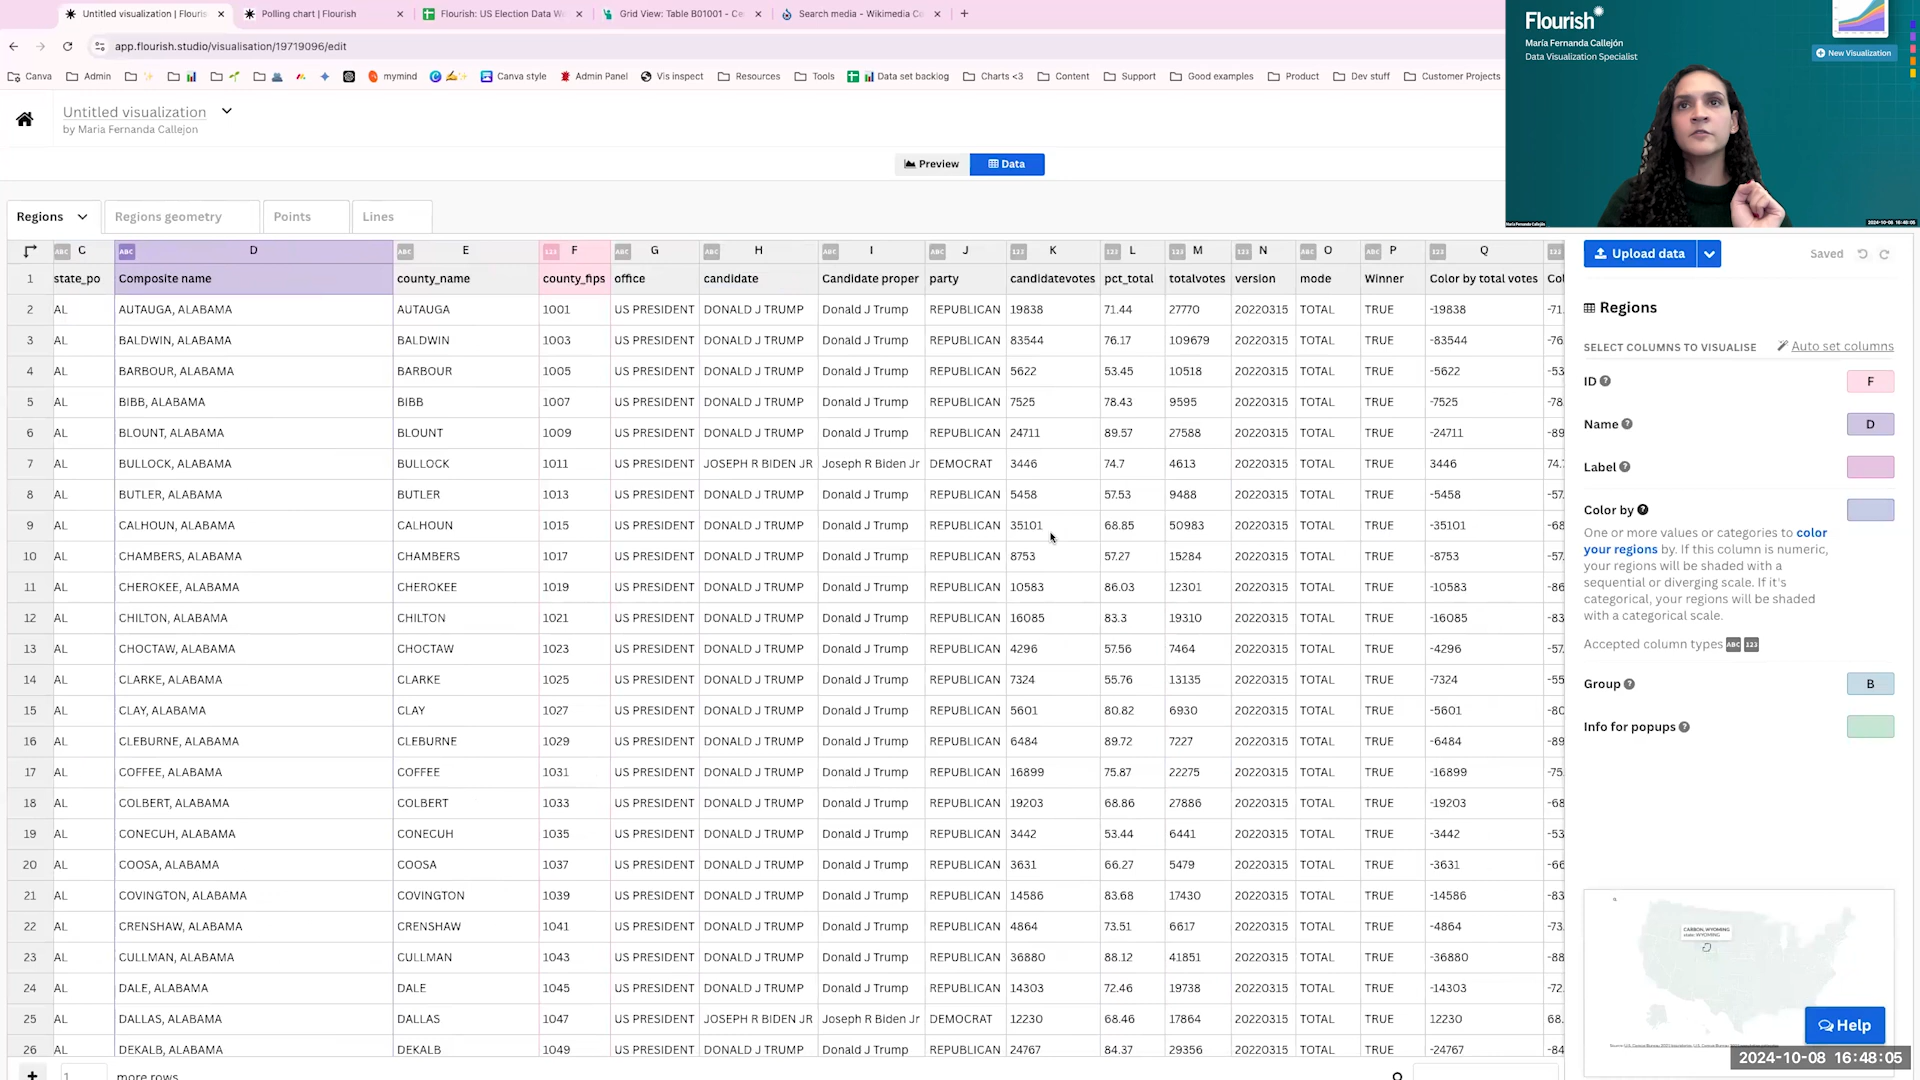 Untitled visualization | Flouris
Polling chart | Flourish
Flourish: US Election Data W
Grid View: Table B01001 - Ce
Search media - Wikimedia C
app.flourish.studio/visualisation/19719096/edit
Canva Admin mymind Canva style Admin Panel Vis inspect Resources Tools Data set backlog Charts <3 Content Support Good examples Product Dev stuff Customer Projects
Flourish
María Fernanda Callejón
Data Visualization Specialist
New Visualization
Untitled visualization
by Maria Fernanda Callejon
Preview Data
Regions Regions geometry Points Lines
C D E F G H I J K L M N O P Q
1 state_po Composite name county_name county_fips office candidate Candidate proper party candidatevotes pct_total totalvotes version mode Winner Color by total votes Col
2 AL AUTAUGA, ALABAMA AUTAUGA 1001 US PRESIDENT DONALD J TRUMP Donald J Trump REPUBLICAN 19838 71.44 27770 20220315 TOTAL TRUE -19838 -71.
3 AL BALDWIN, ALABAMA BALDWIN 1003 US PRESIDENT DONALD J TRUMP Donald J Trump REPUBLICAN 83544 76.17 109679 20220315 TOTAL TRUE -83544 -76
4 AL BARBOUR, ALABAMA BARBOUR 1005 US PRESIDENT DONALD J TRUMP Donald J Trump REPUBLICAN 5622 53.45 10518 20220315 TOTAL TRUE -5622 -53
5 AL BIBB, ALABAMA BIBB 1007 US PRESIDENT DONALD J TRUMP Donald J Trump REPUBLICAN 7525 78.43 9595 20220315 TOTAL TRUE -7525 -78
6 AL BLOUNT, ALABAMA BLOUNT 1009 US PRESIDENT DONALD J TRUMP Donald J Trump REPUBLICAN 24711 89.57 27588 20220315 TOTAL TRUE -24711 -89
7 AL BULLOCK, ALABAMA BULLOCK 1011 US PRESIDENT JOSEPH R BIDEN JR Joseph R Biden Jr DEMOCRAT 3446 74.7 4613 20220315 TOTAL TRUE 3446 74.
8 AL BUTLER, ALABAMA BUTLER 1013 US PRESIDENT DONALD J TRUMP Donald J Trump REPUBLICAN 5458 57.53 9488 20220315 TOTAL TRUE -5458 -57
9 AL CALHOUN, ALABAMA CALHOUN 1015 US PRESIDENT DONALD J TRUMP Donald J Trump REPUBLICAN 35101 68.85 50983 20220315 TOTAL TRUE -35101 -68
10 AL CHAMBERS, ALABAMA CHAMBERS 1017 US PRESIDENT DONALD J TRUMP Donald J Trump REPUBLICAN 8753 57.27 15284 20220315 TOTAL TRUE -8753 -57
11 AL CHEROKEE, ALABAMA CHEROKEE 1019 US PRESIDENT DONALD J TRUMP Donald J Trump REPUBLICAN 10583 86.03 12301 20220315 TOTAL TRUE -10583 -86
12 AL CHILTON, ALABAMA CHILTON 1021 US PRESIDENT DONALD J TRUMP Donald J Trump REPUBLICAN 16085 83.3 19310 20220315 TOTAL TRUE -16085 -83
13 AL CHOCTAW, ALABAMA CHOCTAW 1023 US PRESIDENT DONALD J TRUMP Donald J Trump REPUBLICAN 4296 57.56 7464 20220315 TOTAL TRUE -4296 -57
14 AL CLARKE, ALABAMA CLARKE 1025 US PRESIDENT DONALD J TRUMP Donald J Trump REPUBLICAN 7324 55.76 13135 20220315 TOTAL TRUE -7324 -55
15 AL CLAY, ALABAMA CLAY 1027 US PRESIDENT DONALD J TRUMP Donald J Trump REPUBLICAN 5601 80.82 6930 20220315 TOTAL TRUE -5601 -80
16 AL CLEBURNE, ALABAMA CLEBURNE 1029 US PRESIDENT DONALD J TRUMP Donald J Trump REPUBLICAN 6484 89.72 7227 20220315 TOTAL TRUE -6484 -89
17 AL COFFEE, ALABAMA COFFEE 1031 US PRESIDENT DONALD J TRUMP Donald J Trump REPUBLICAN 16899 75.87 22275 20220315 TOTAL TRUE -16899 -75
18 AL COLBERT, ALABAMA COLBERT 1033 US PRESIDENT DONALD J TRUMP Donald J Trump REPUBLICAN 19203 68.86 27886 20220315 TOTAL TRUE -19203 -68
19 AL CONECUH, ALABAMA CONECUH 1035 US PRESIDENT DONALD J TRUMP Donald J Trump REPUBLICAN 3442 53.44 6441 20220315 TOTAL TRUE -3442 -53
20 AL COOSA, ALABAMA COOSA 1037 US PRESIDENT DONALD J TRUMP Donald J Trump REPUBLICAN 3631 66.27 5479 20220315 TOTAL TRUE -3631 -66
21 AL COVINGTON, ALABAMA COVINGTON 1039 US PRESIDENT DONALD J TRUMP Donald J Trump REPUBLICAN 14586 83.68 17430 20220315 TOTAL TRUE -14586 -83
22 AL CRENSHAW, ALABAMA CRENSHAW 1041 US PRESIDENT DONALD J TRUMP Donald J Trump REPUBLICAN 4864 73.51 6617 20220315 TOTAL TRUE -4864 -73
23 AL CULLMAN, ALABAMA CULLMAN 1043 US PRESIDENT DONALD J TRUMP Donald J Trump REPUBLICAN 36880 88.12 41851 20220315 TOTAL TRUE -36880 -88
24 AL DALE, ALABAMA DALE 1045 US PRESIDENT DONALD J TRUMP Donald J Trump REPUBLICAN 14303 72.46 19738 20220315 TOTAL TRUE -14303 -72
25 AL DALLAS, ALABAMA DALLAS 1047 US PRESIDENT JOSEPH R BIDEN JR Joseph R Biden Jr DEMOCRAT 12230 68.46 17864 20220315 TOTAL TRUE 12230 68.
26 AL DEKALB, ALABAMA DEKALB 1049 US PRESIDENT DONALD J TRUMP Donald J Trump REPUBLICAN 24767 84.37 29356 20220315 TOTAL TRUE -24767 -84
1 more rows
Upload data Saved
Regions
SELECT COLUMNS TO VISUALISE Auto set columns
ID F
Name D
Label
Color by
One or more values or categories to color
your regions by. If this column is numeric,
your regions will be shaded with a
sequential or diverging scale. If it's
categorical, your regions will be shaded
with a categorical scale.
Accepted column types ABC 123
Group B
Info for popups
CARBON, WYOMING
state: WYOMING
Help
2024-10-08 16:48:05